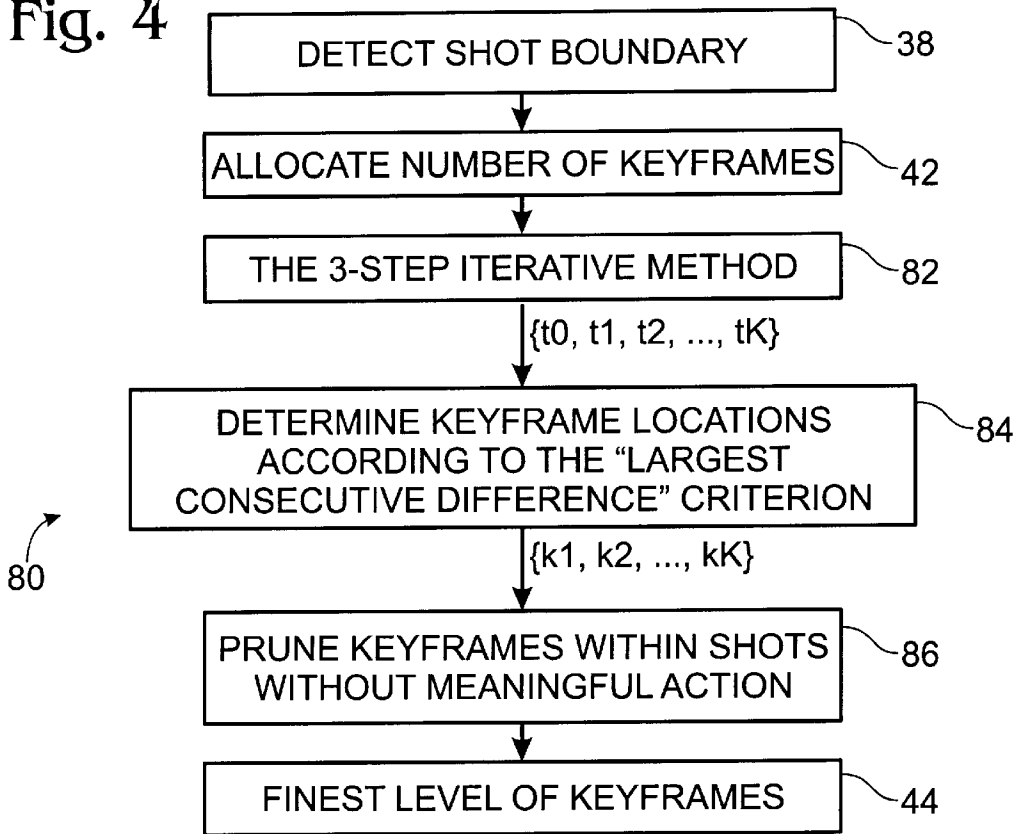 Fig. 4
DETECT SHOT BOUNDARY
38
ALLOCATE NUMBER OF KEYFRAMES
42
THE 3-STEP ITERATIVE METHOD
82
{t0, t1, t2, ..., tK}
DETERMINE KEYFRAME LOCATIONS
ACCORDING TO THE “LARGEST
CONSECUTIVE DIFFERENCE” CRITERION
84
80
{k1, k2, ..., kK}
PRUNE KEYFRAMES WITHIN SHOTS
WITHOUT MEANINGFUL ACTION
86
FINEST LEVEL OF KEYFRAMES
44